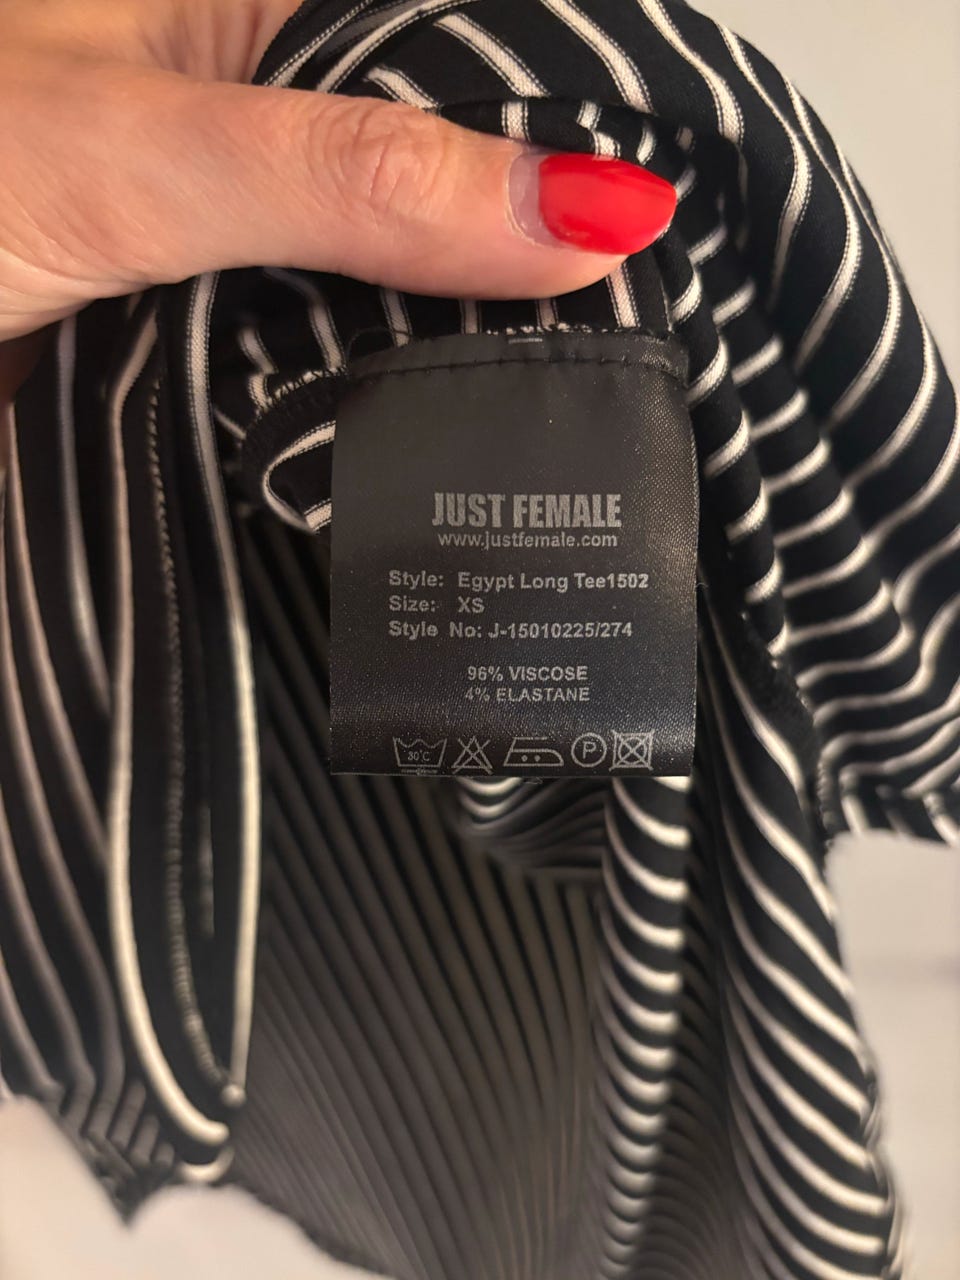 JUST FEMALE
www.justfemale.com
Style: Egypt Long Tee1502
Size: XS
Style No: J-15010225/274
96% VISCOSE
4% ELASTANE
30°C
P